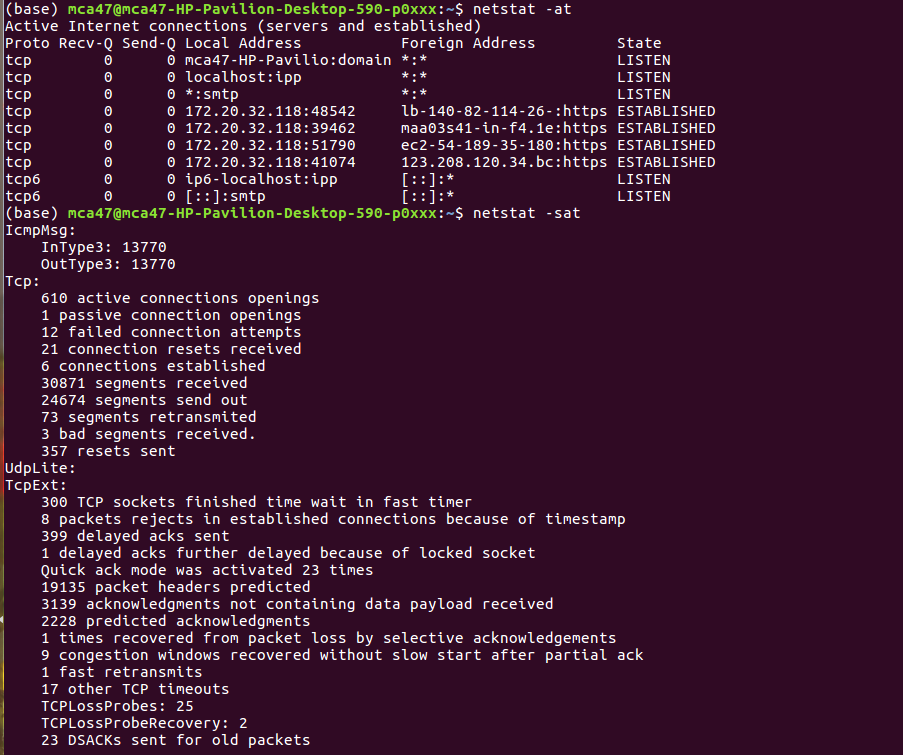 (base) mca47@mca47-HP-Pavilion-Desktop-590-p0xxx:~$ netstat -at
Active Internet connections (servers and established)
Proto Recv-Q Send-Q Local Address           Foreign Address         State
tcp        0      0 mca47-HP-Pavilio:domain *:*                     LISTEN
tcp        0      0 localhost:ipp           *:*                     LISTEN
tcp        0      0 *:smtp                  *:*                     LISTEN
tcp        0      0 172.20.32.118:48542     lb-140-82-114-26-:https ESTABLISHED
tcp        0      0 172.20.32.118:39462     maa03s41-in-f4.1e:https ESTABLISHED
tcp        0      0 172.20.32.118:51790     ec2-54-189-35-180:https ESTABLISHED
tcp        0      0 172.20.32.118:41074     123.208.120.34.bc:https ESTABLISHED
tcp6       0      0 ip6-localhost:ipp       [::]:*                  LISTEN
tcp6       0      0 [::]:smtp               [::]:*                  LISTEN
(base) mca47@mca47-HP-Pavilion-Desktop-590-p0xxx:~$ netstat -sat
IcmpMsg:
    InType3: 13770
    OutType3: 13770
Tcp:
    610 active connections openings
    1 passive connection openings
    12 failed connection attempts
    21 connection resets received
    6 connections established
    30871 segments received
    24674 segments send out
    73 segments retransmited
    3 bad segments received.
    357 resets sent
UdpLite:
TcpExt:
    300 TCP sockets finished time wait in fast timer
    8 packets rejects in established connections because of timestamp
    399 delayed acks sent
    1 delayed acks further delayed because of locked socket
    Quick ack mode was activated 23 times
    19135 packet headers predicted
    3139 acknowledgments not containing data payload received
    2228 predicted acknowledgments
    1 times recovered from packet loss by selective acknowledgements
    9 congestion windows recovered without slow start after partial ack
    1 fast retransmits
    17 other TCP timeouts
    TCPLossProbes: 25
    TCPLossProbeRecovery: 2
    23 DSACKs sent for old packets